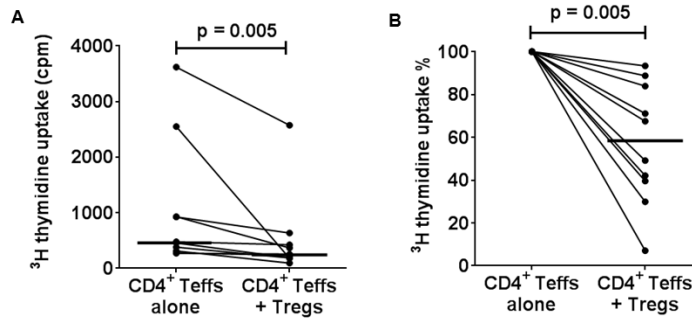 A
p = 0.005
³H thymidine uptake (cpm)
4000
3000
2000
1000
0
CD4⁺ Teffs
alone
CD4⁺ Teffs
+ Tregs
B
p = 0.005
³H thymidine uptake %
100
80
60
40
20
0
CD4⁺ Teffs
alone
CD4⁺ Teffs
+ Tregs